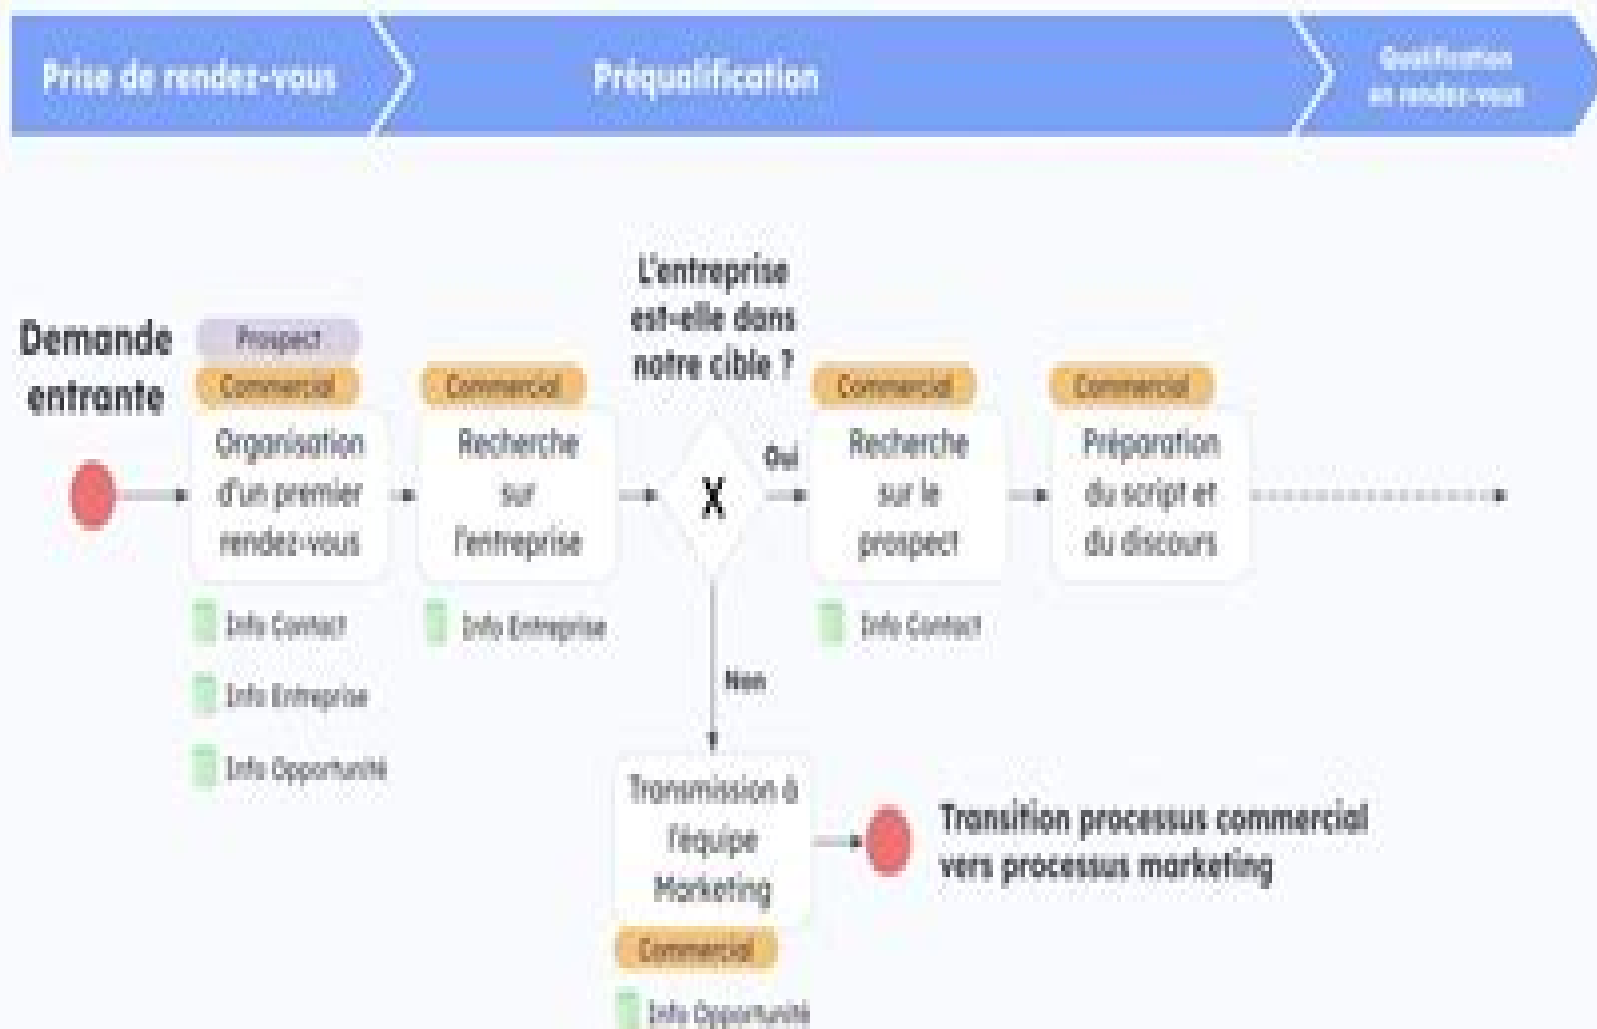 Prise de rendez-vous
Préqualification
Qualification
en rendez-vous
Demande
entrante
Prospect
Commercial
Organisation
d'un premier
rendez-vous
Info Contact
Info Entreprise
Info Opportunité
Commercial
Recherche
sur
l'entreprise
Info Entreprise
L'entreprise
est-elle dans
notre cible ?
X
Oui
Non
Commercial
Recherche
sur le
prospect
Info Contact
Commercial
Préparation
du script et
du discours
Transmission à
l'équipe
Marketing
Commercial
Info Opportunité
Transition processus commercial
vers processus marketing